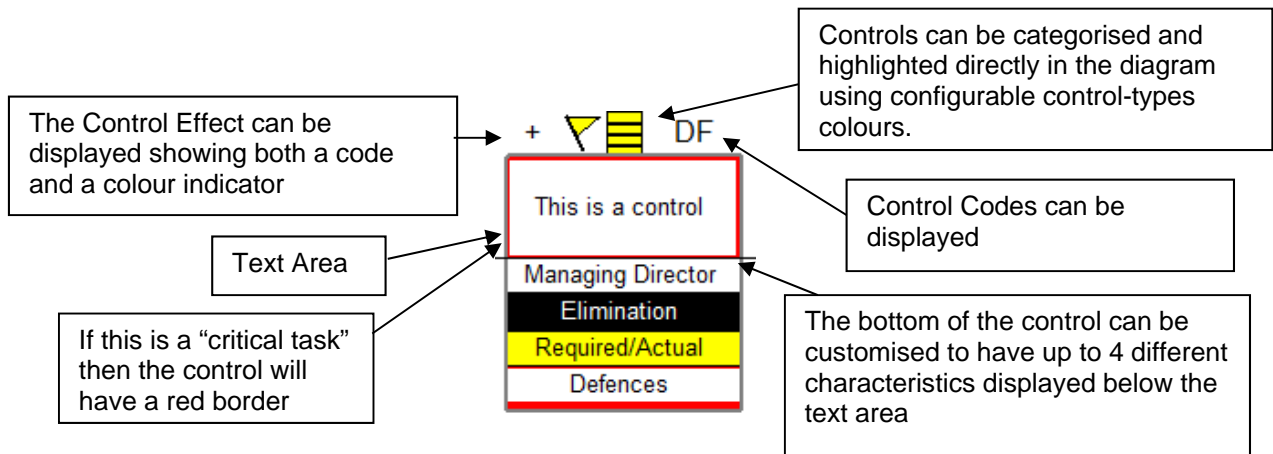 Controls can be categorised and
highlighted directly in the diagram
using configurable control-types
colours.
The Control Effect can be
displayed showing both a code
and a colour indicator
+ DF
This is a control
Control Codes can be
displayed
Text Area
Managing Director
Elimination
Required/Actual
Defences
If this is a “critical task”
then the control will
have a red border
The bottom of the control can be
customised to have up to 4 different
characteristics displayed below the
text area